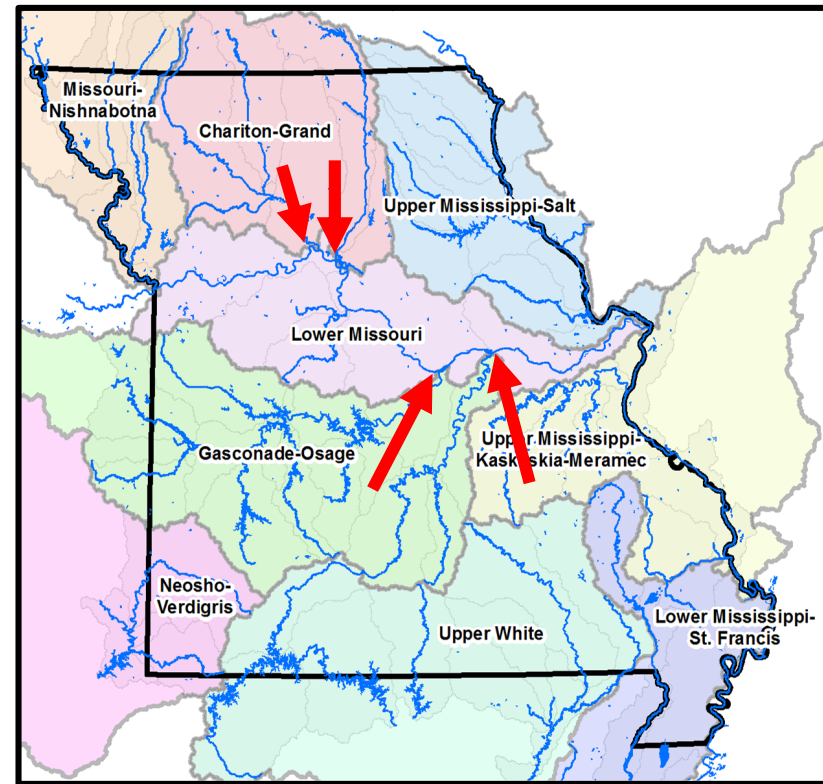 Missouri-
Nishnabotna
Chariton-Grand
Upper Mississippi-Salt
Lower Missouri
Gasconade-Osage
Upper Mississippi-
Kaskaskia-Meramec
Neosho-
Verdigris
Upper White
Lower Mississippi-
St. Francis